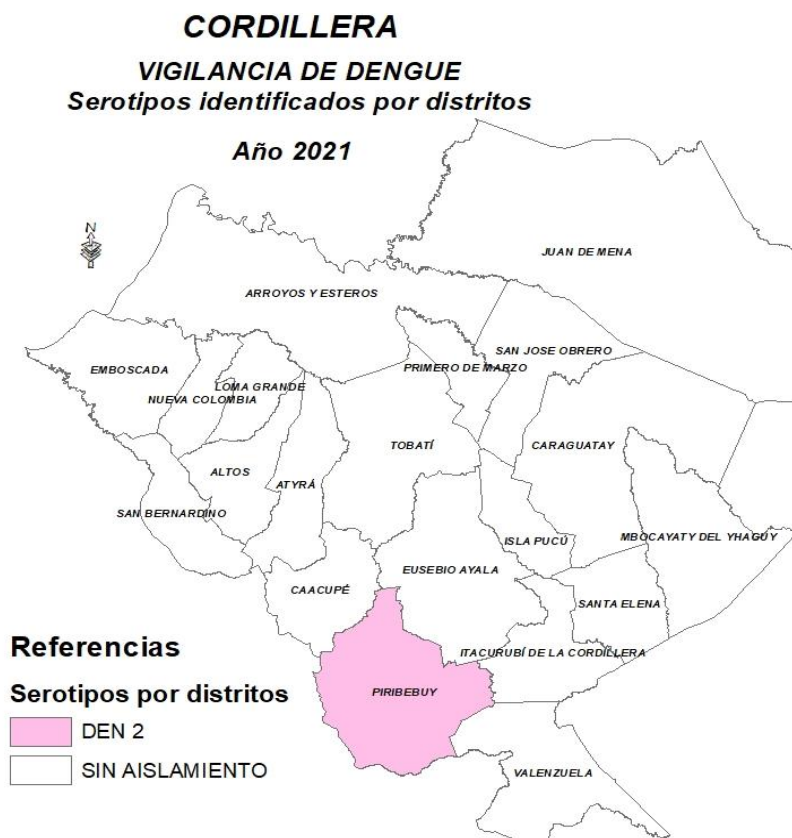 CORDILLERA
VIGILANCIA DE DENGUE
Serotipos identificados por distritos
Año 2021
N
JUAN DE MENA
ARROYOS Y ESTEROS
SAN JOSE OBRERO
PRIMERO DE MARZO
EMBOSCADA
LOMA GRANDE
NUEVA COLOMBIA
TOBATÍ
CARAGUATAY
ALTOS
ATYRÁ
SAN BERNARDINO
ISLA PUCÚ
MBOCAYATY DEL YHAGUY
EUSEBIO AYALA
CAACUPÉ
SANTA ELENA
ITACURUBÍ DE LA CORDILLERA
PIRIBEBUY
VALENZUELA
Referencias
Serotipos por distritos
DEN 2
SIN AISLAMIENTO